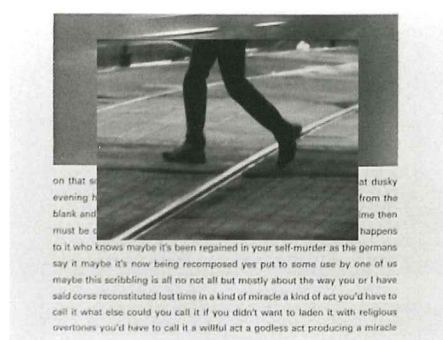 on that at dusky
evening from the
blank and ime then
must be happens
to it who knows maybe it's been regained in your self-murder as the germans
say it maybe it's now being recomposed yes put to some use by one of us
maybe this scribbling is all no not all but mostly about the way you or I have
said corse reconstituted lost time in a kind of miracle a kind of act you'd have to
call it what else could you call it if you didn't want to laden it with religious
overtones you'd have to call it a willful act a godless act producing a miracle